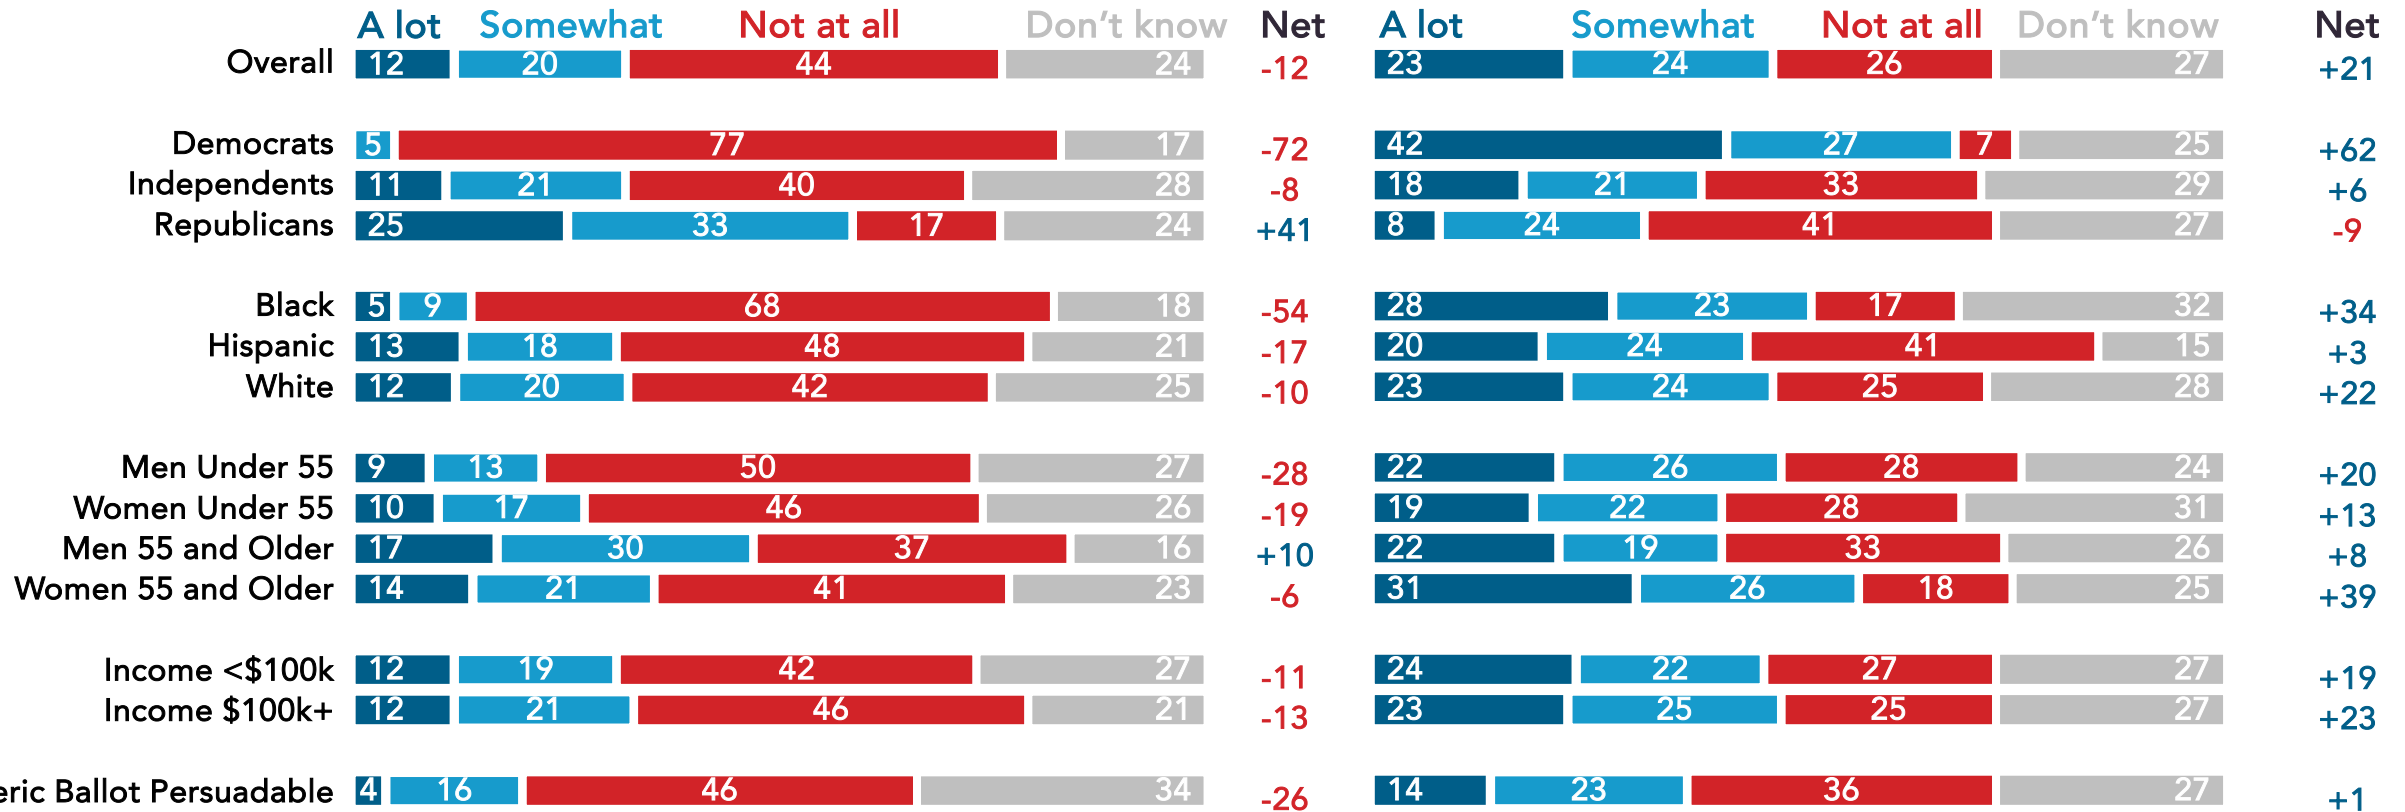 A lot Somewhat Not at all Don't know Net A lot Somewhat Not at all Don't know Net
Overall 12 20 44 24 -12 23 24 26 27 +21
Democrats 5 77 17 -72 42 27 7 25 +62
Independents 11 21 40 28 -8 18 21 33 29 +6
Republicans 25 33 17 24 +41 8 24 41 27 -9
Black 5 9 68 18 -54 28 23 17 32 +34
Hispanic 13 18 48 21 -17 20 24 41 15 +3
White 12 20 42 25 -10 23 24 25 28 +22
Men Under 55 9 13 50 27 -28 22 26 28 24 +20
Women Under 55 10 17 46 26 -19 19 22 28 31 +13
Men 55 and Older 17 30 37 16 +10 22 19 33 26 +8
Women 55 and Older 14 21 41 23 -6 31 26 18 25 +39
Income <$100k 12 19 42 27 -11 24 22 27 27 +19
Income $100k+ 12 21 46 21 -13 23 25 25 27 +23
eric Ballot Persuadable 4 16 46 34 -26 14 23 36 27 +1